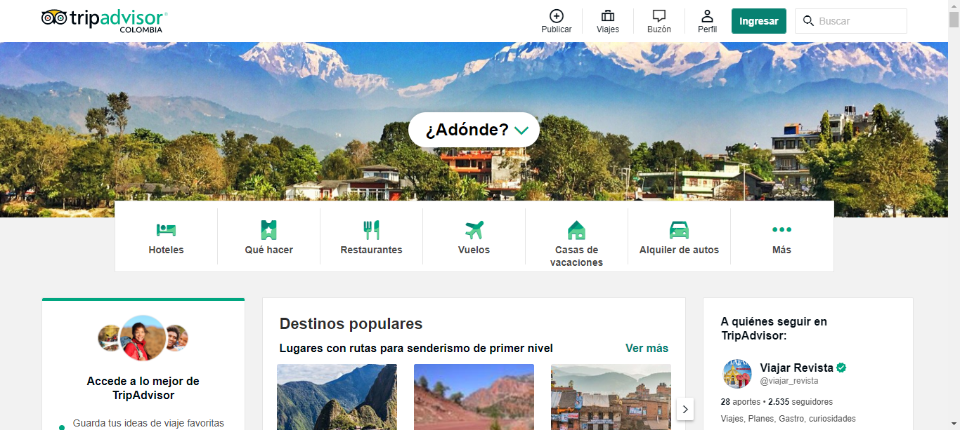 tripadvisor
COLOMBIA
Publicar
Viajes
Buzón
Perfil
Ingresar
Buscar
¿Adónde?
Hoteles
Qué hacer
Restaurantes
Vuelos
Casas de
vacaciones
Alquiler de autos
Más
Accede a lo mejor de
TripAdvisor
Guarda tus ideas de viaje favoritas
Destinos populares
Lugares con rutas para senderismo de primer nivel
Ver más
A quiénes seguir en
TripAdvisor:
Viajar Revista
@viajar_revista
28 aportes • 2.535 seguidores
Viajes, Planes, Gastro, curiosidades